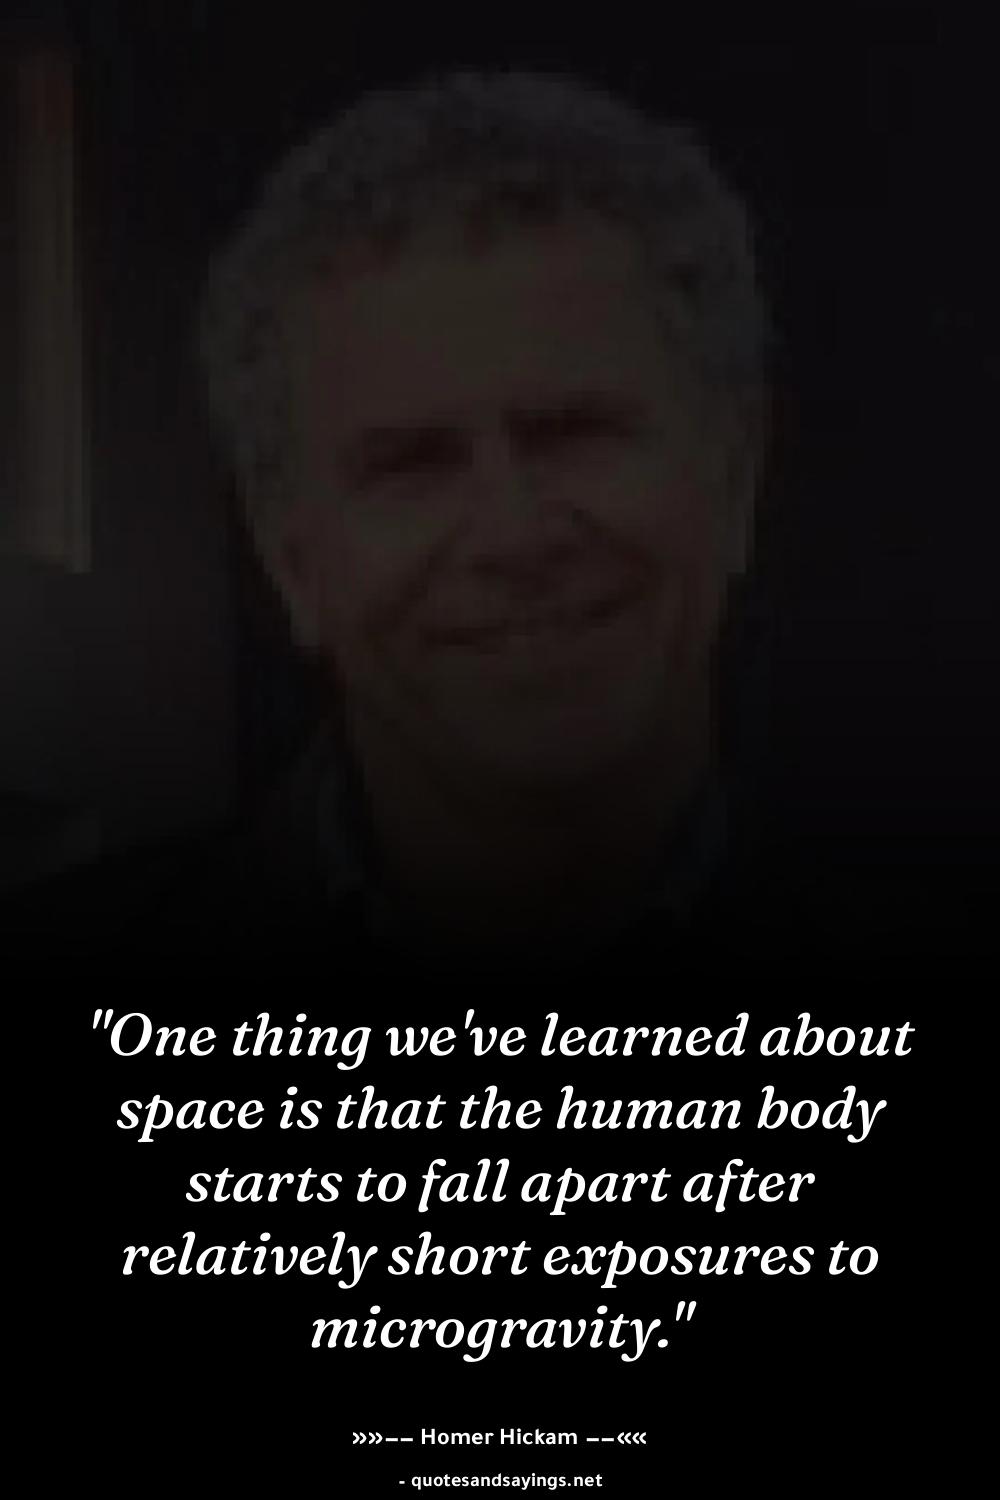 "One thing we've learned about
space is that the human body
starts to fall apart after
relatively short exposures to
microgravity."
»»−− Homer Hickam −−««
- quotesandsayings.net